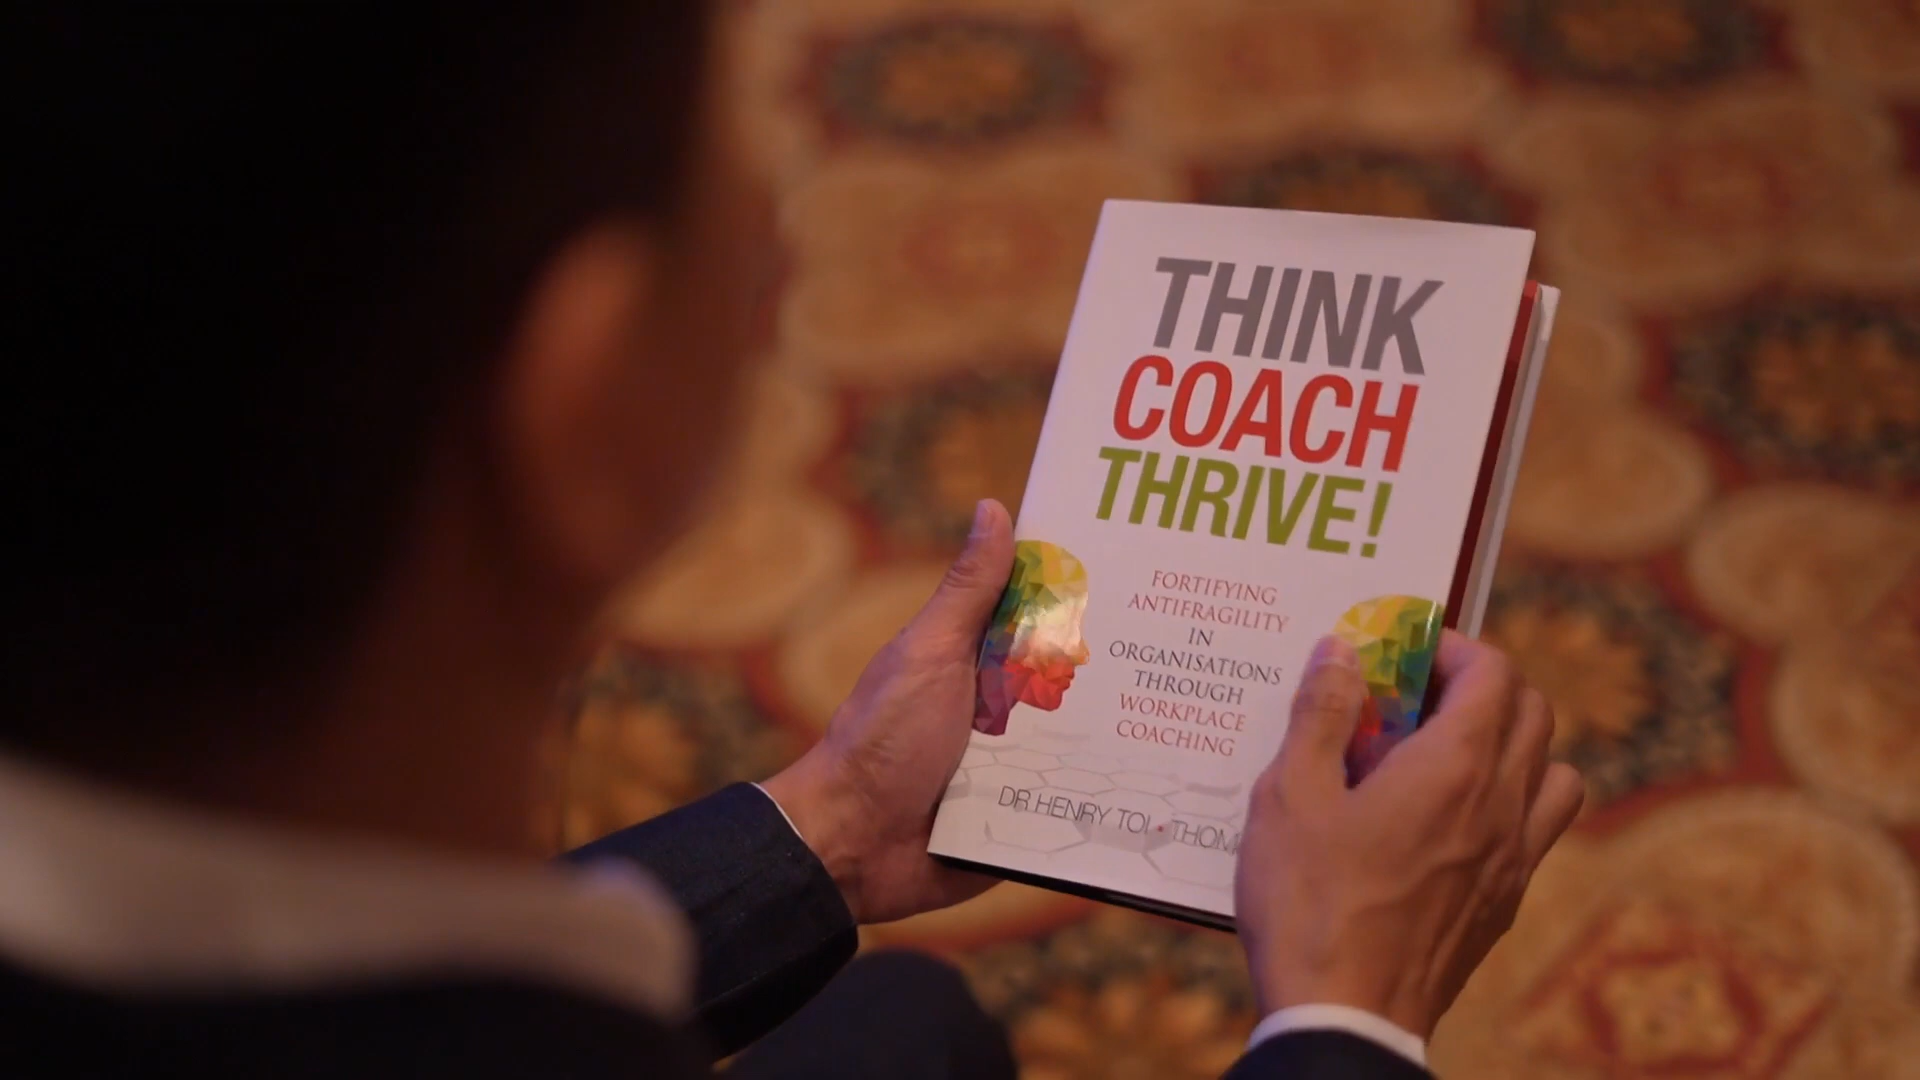 THINK
COACH
THRIVE!
FORTIFYING
ANTIFRAGILITY
IN
ORGANISATIONS
THROUGH
WORKPLACE
COACHING
DR HENRY TOI •